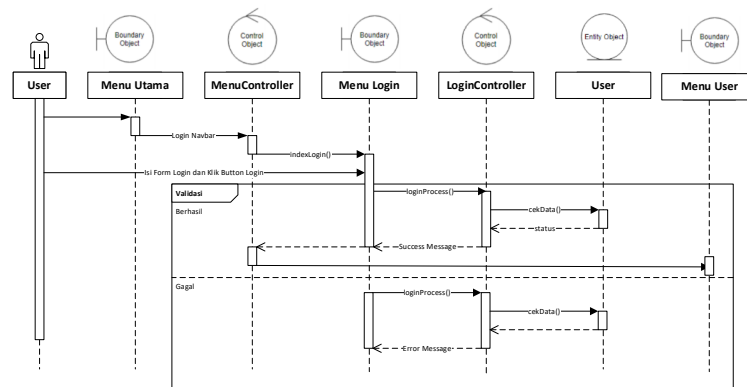 Boundary
Object
Control
Object
Boundary
Object
Control
Object
Entity Object
Boundary
Object
User
Menu Utama
MenuController
Menu Login
LoginController
User
Menu User
Login Navbar
indexLogin()
Isi Form Login dan Klik Button Login
Validasi
loginProcess()
Berhasil
cekData()
status
Success Message
Gagal
loginProcess()
cekData()
Error Message